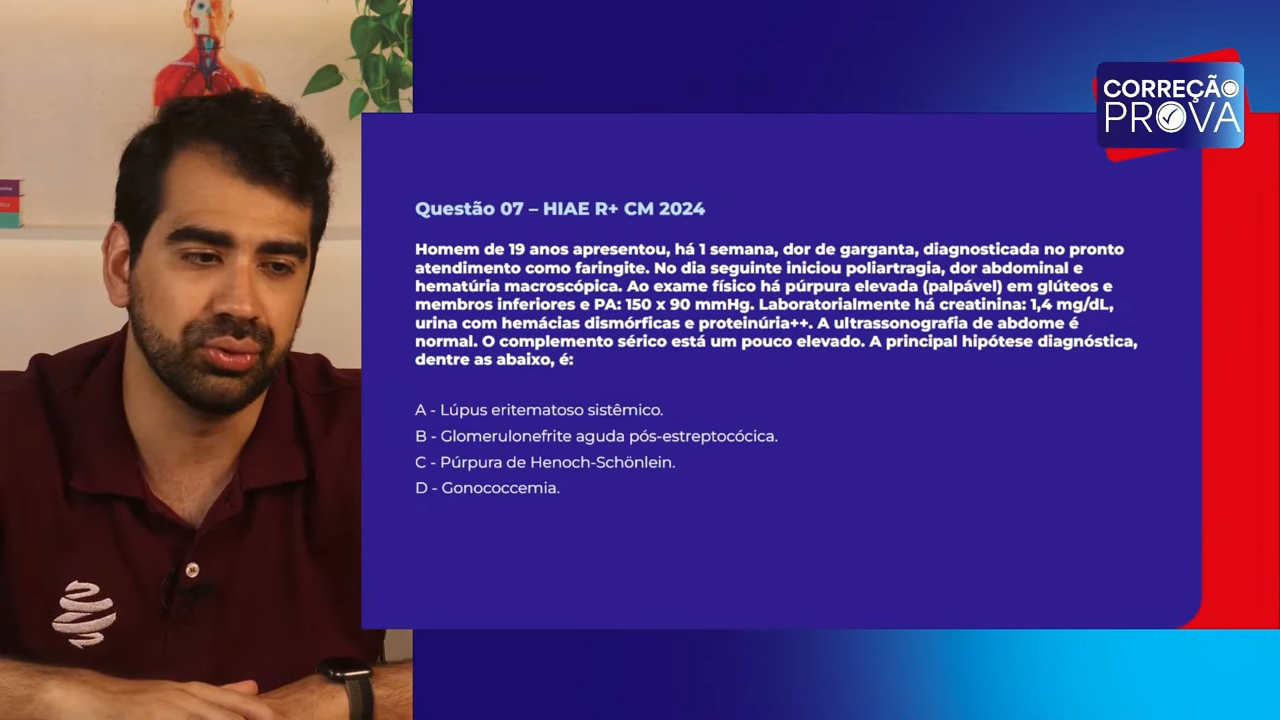 CORREÇÃO
PROVA
Questão 07 – HIAE R+ CM 2024
Homem de 19 anos apresentou, há 1 semana, dor de garganta, diagnosticada no pronto
atendimento como faringite. No dia seguinte iniciou poliartragia, dor abdominal e
hematúria macroscópica. Ao exame físico há púrpura elevada (palpável) em glúteos e
membros inferiores e PA: 150 x 90 mmHg. Laboratorialmente há creatinina: 1,4 mg/dL,
urina com hemácias dismórficas e proteinúria++. A ultrassonografia de abdome é
normal. O complemento sérico está um pouco elevado. A principal hipótese diagnóstica,
dentre as abaixo, é:
A - Lúpus eritematoso sistêmico.
B - Glomerulonefrite aguda pós-estreptocócica.
C - Púrpura de Henoch-Schönlein.
D - Gonococcemia.